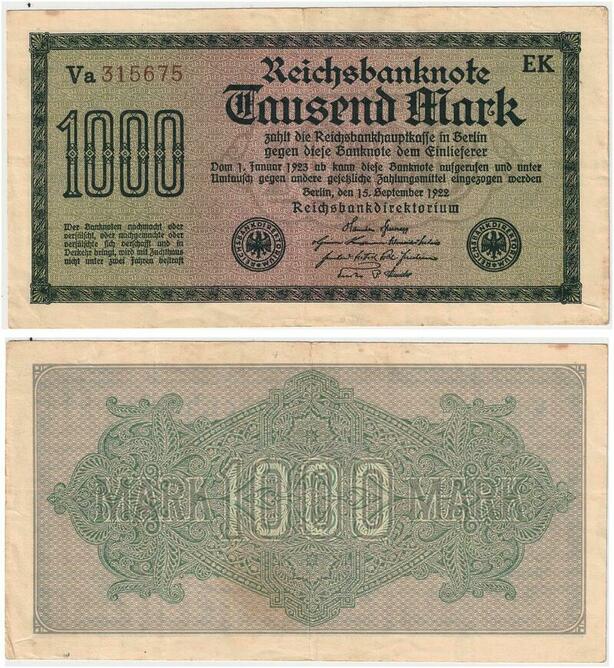 Va 315675
EK
Reichsbanknote
Tausend Mark
1000
zahlt die Reichsbankhauptkasse in Berlin
gegen diese Banknote dem Einlieferer
Vom 1. Januar 1923 ab kann diese Banknote aufgerufen und unter
Umtausch gegen andere gesetzliche Zahlungsmittel eingezogen werden
Berlin, den 15. September 1922
Reichsbankdirektorium
Wer Banknoten nachmacht oder
verfälscht, oder nachgemachte oder
verfälschte sich verschafft und in
Verkehr bringt, wird mit Zuchthaus
nicht unter zwei Jahren bestraft
REICHSBANKDIREKTORIUM
REICHSBANKDIREKTORIUM
MARK 1000 MARK